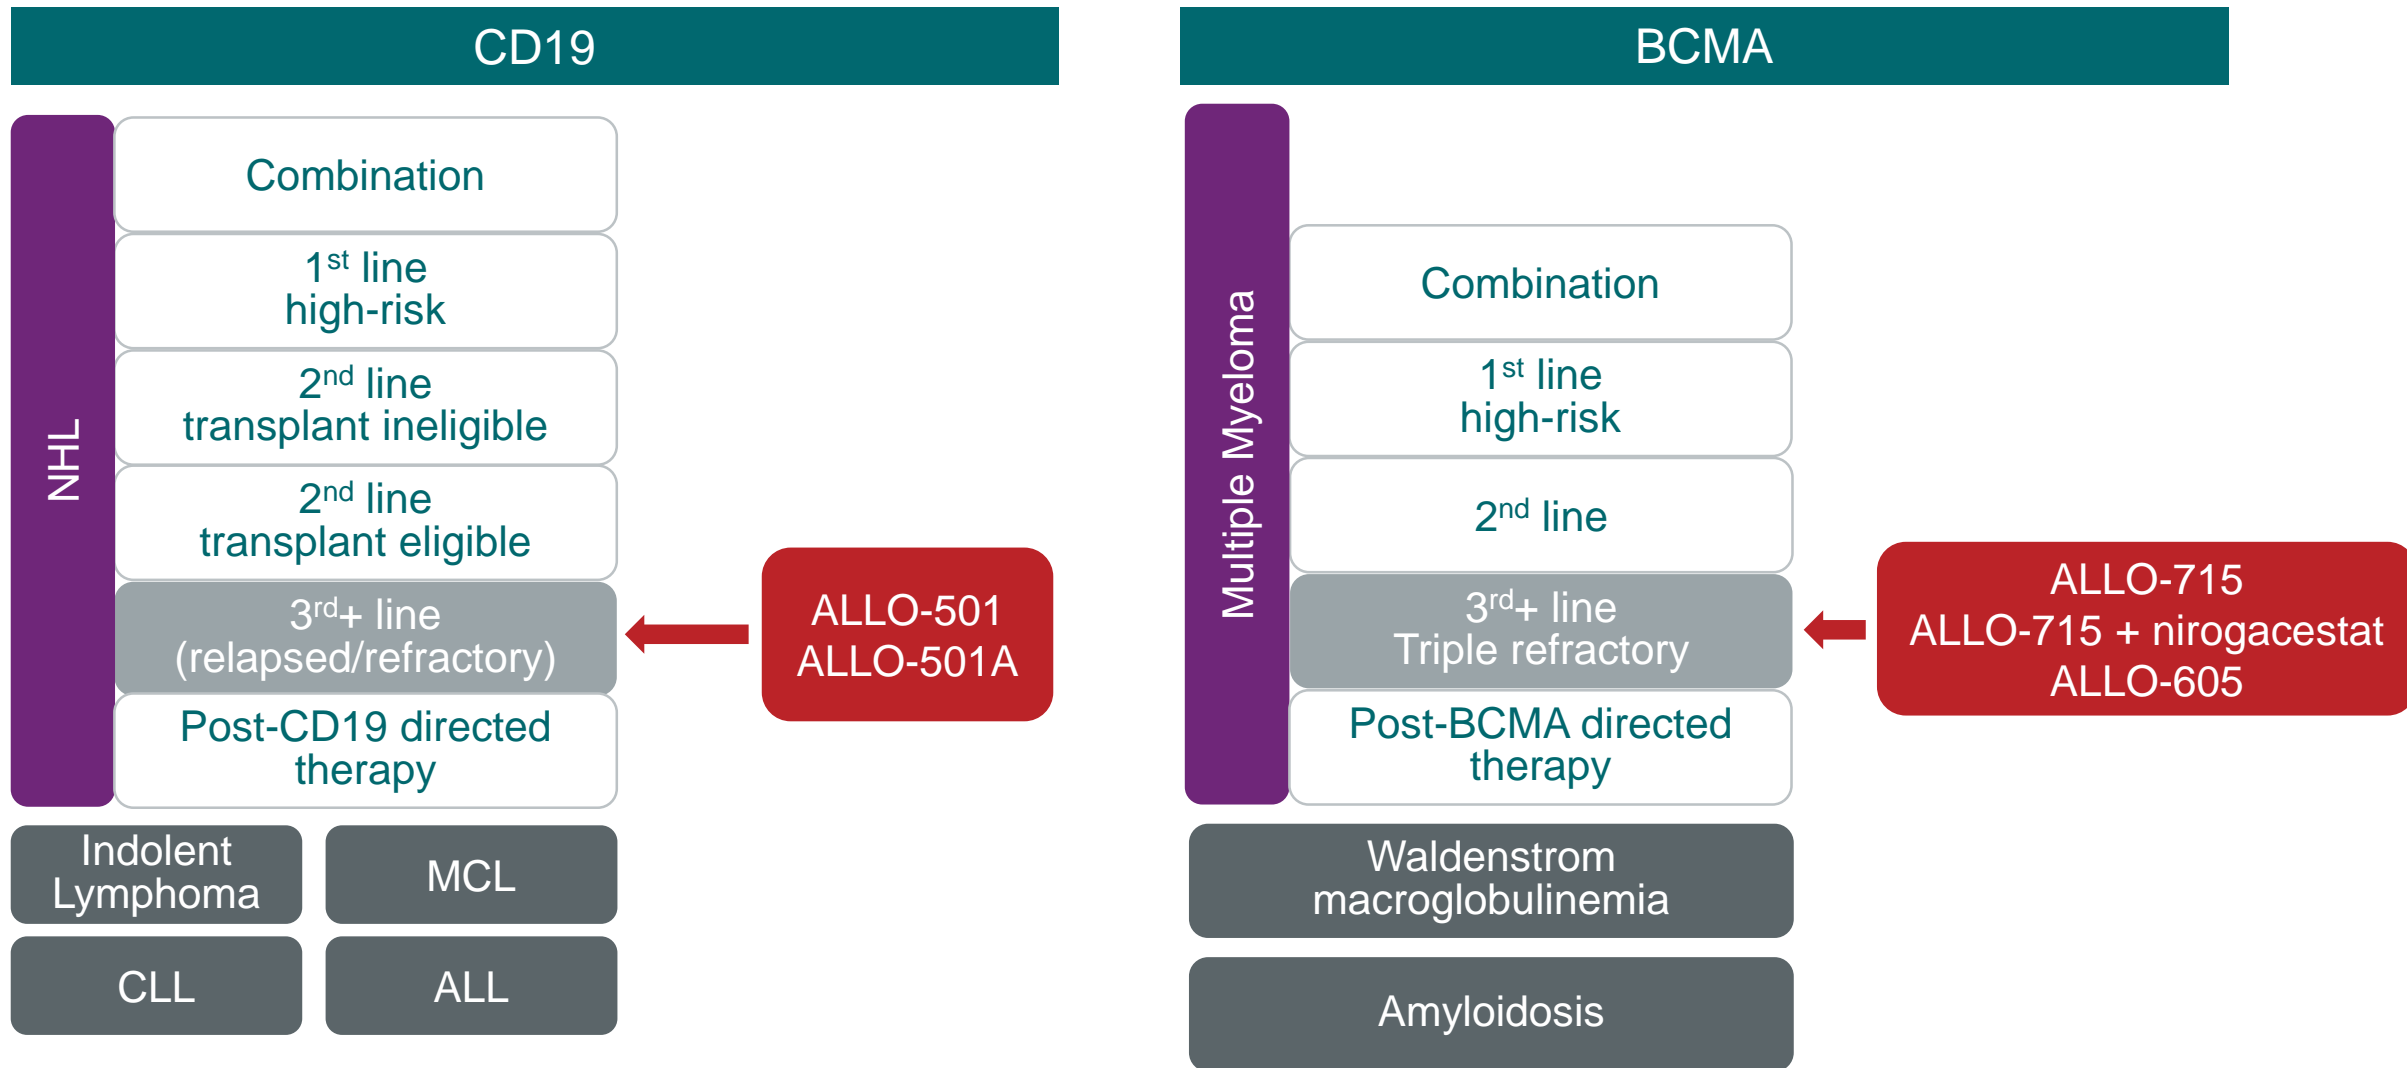 CD19
NHL
Combination
1st line
high-risk
2nd line
transplant ineligible
2nd line
transplant eligible
3rd+ line
(relapsed/refractory)
Post-CD19 directed
therapy
ALLO-501
ALLO-501A
Indolent
Lymphoma
MCL
CLL
ALL
BCMA
Multiple Myeloma
Combination
1st line
high-risk
2nd line
3rd+ line
Triple refractory
Post-BCMA directed
therapy
ALLO-715
ALLO-715 + nirogacestat
ALLO-605
Waldenstrom
macroglobulinemia
Amyloidosis